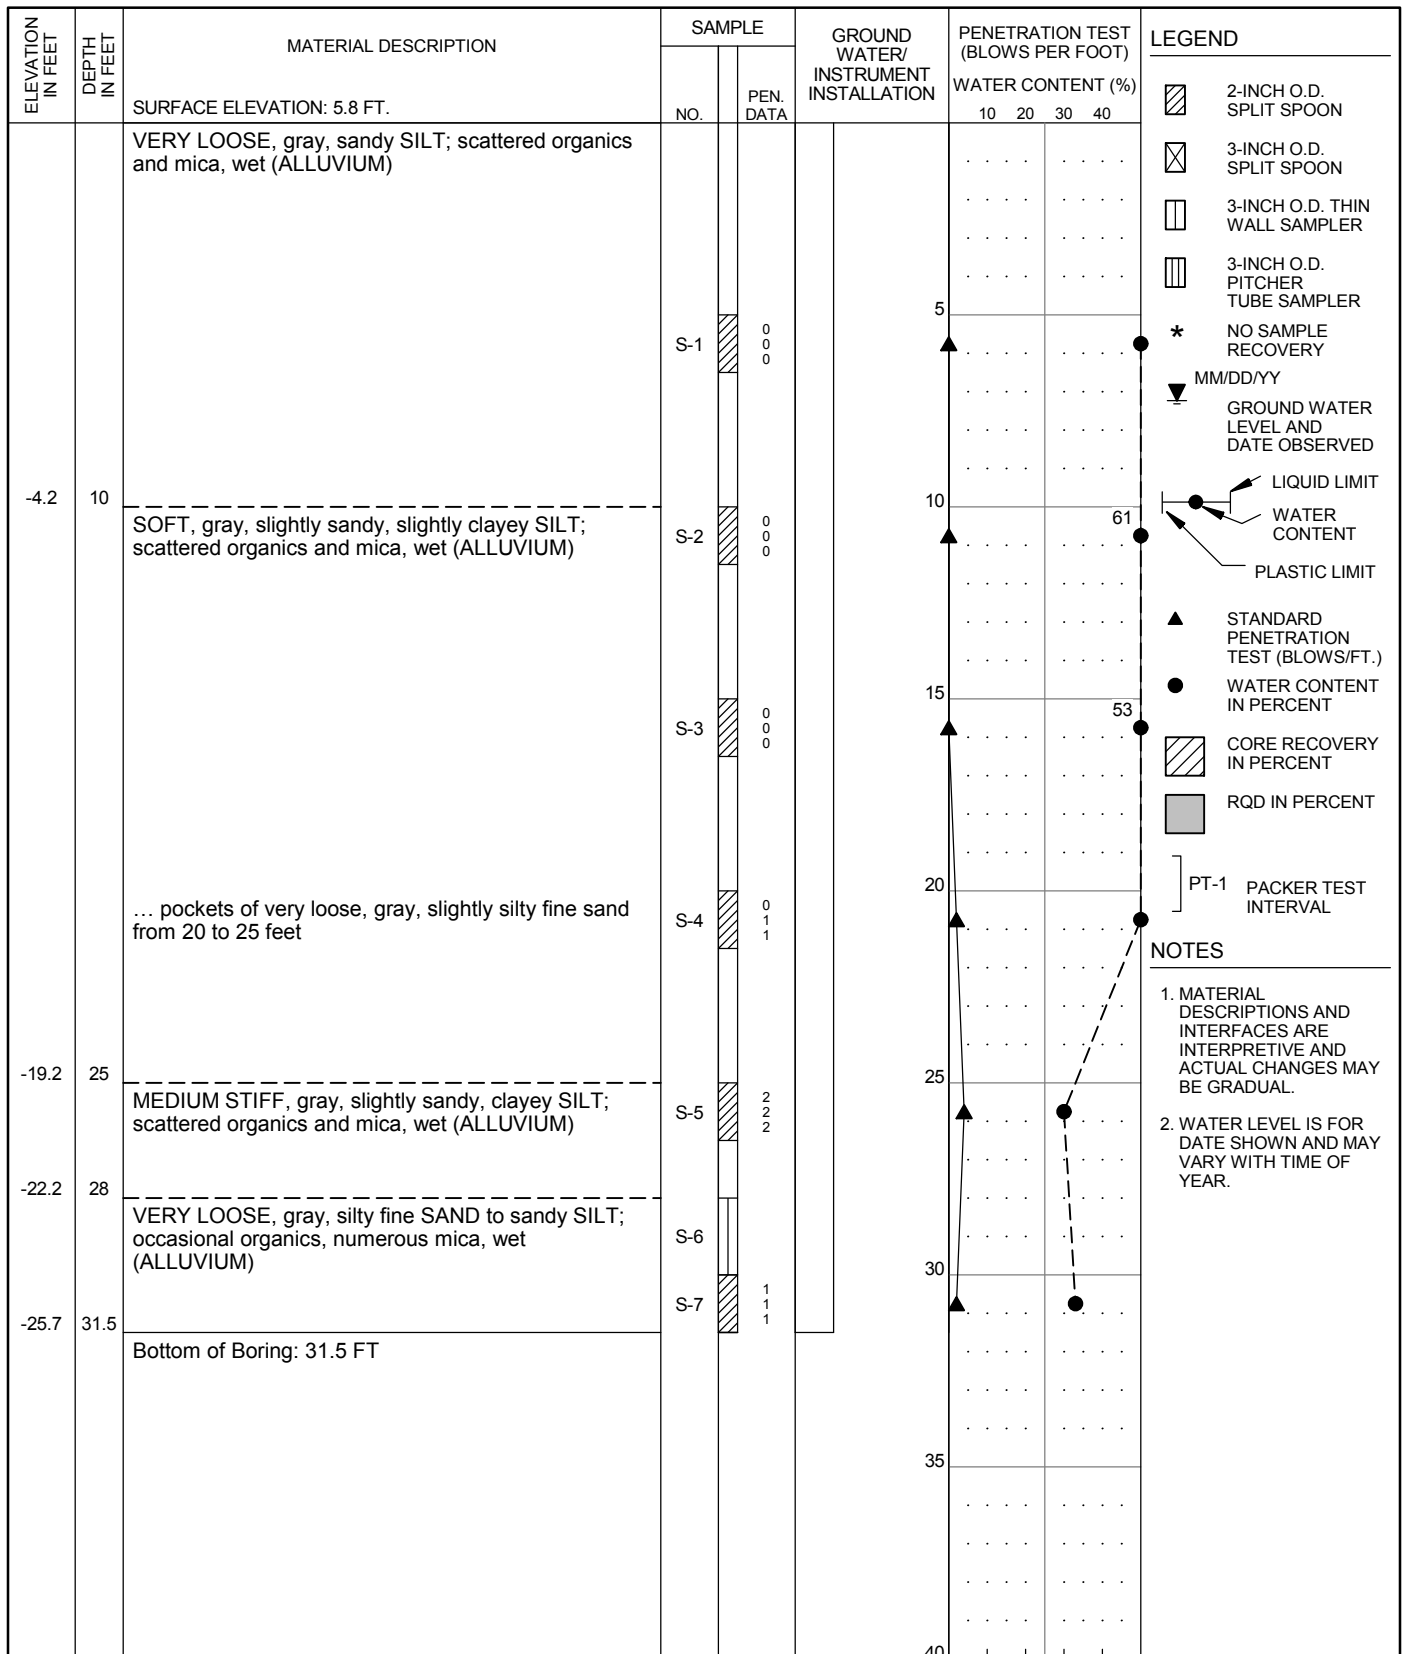 ELEVATION
IN FEET
DEPTH
IN FEET
MATERIAL DESCRIPTION
SURFACE ELEVATION: 5.8 FT.
SAMPLE
NO.
PEN.
DATA
GROUND
WATER/
INSTRUMENT
INSTALLATION
PENETRATION TEST
(BLOWS PER FOOT)
WATER CONTENT (%)
10 20 30 40
VERY LOOSE, gray, sandy SILT; scattered organics
and mica, wet (ALLUVIUM)
5
S-1
0
0
0
-4.2 10
10
SOFT, gray, slightly sandy, slightly clayey SILT;
scattered organics and mica, wet (ALLUVIUM)
S-2
0
0
0
61
15
S-3
0
0
0
53
20
… pockets of very loose, gray, slightly silty fine sand
from 20 to 25 feet
S-4
0
1
1
-19.2 25
25
MEDIUM STIFF, gray, slightly sandy, clayey SILT;
scattered organics and mica, wet (ALLUVIUM)
S-5
2
2
2
-22.2 28
VERY LOOSE, gray, silty fine SAND to sandy SILT;
occasional organics, numerous mica, wet
(ALLUVIUM)
S-6
30
S-7
1
1
1
-25.7 31.5
Bottom of Boring: 31.5 FT
35
40
LEGEND
2-INCH O.D.
SPLIT SPOON
3-INCH O.D.
SPLIT SPOON
3-INCH O.D. THIN
WALL SAMPLER
3-INCH O.D.
PITCHER
TUBE SAMPLER
* NO SAMPLE
RECOVERY
MM/DD/YY
GROUND WATER
LEVEL AND
DATE OBSERVED
LIQUID LIMIT
WATER
CONTENT
PLASTIC LIMIT
STANDARD
PENETRATION
TEST (BLOWS/FT.)
WATER CONTENT
IN PERCENT
CORE RECOVERY
IN PERCENT
RQD IN PERCENT
PT-1 PACKER TEST
INTERVAL
NOTES
1. MATERIAL
DESCRIPTIONS AND
INTERFACES ARE
INTERPRETIVE AND
ACTUAL CHANGES MAY
BE GRADUAL.
2. WATER LEVEL IS FOR
DATE SHOWN AND MAY
VARY WITH TIME OF
YEAR.